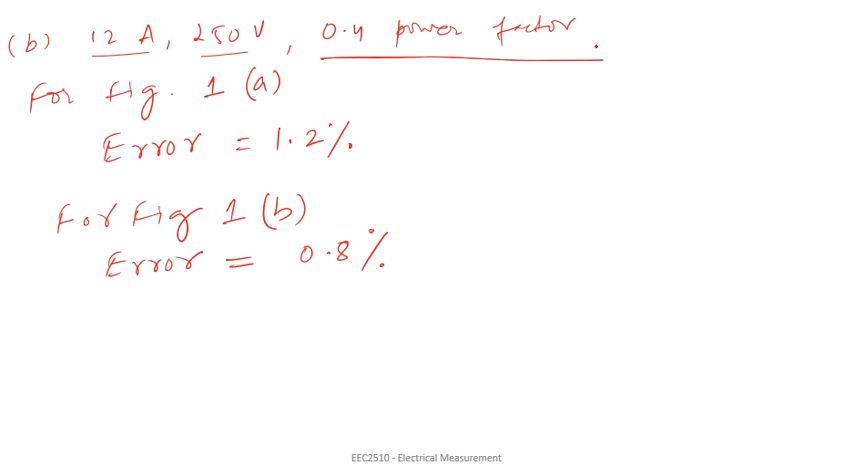 (b) 12 A, 250 V, 0.4 power factor.
For Fig. 1 (a)
Error = 1.2%.
For Fig 1 (b)
Error = 0.8%.
EEC2510 - Electrical Measurement